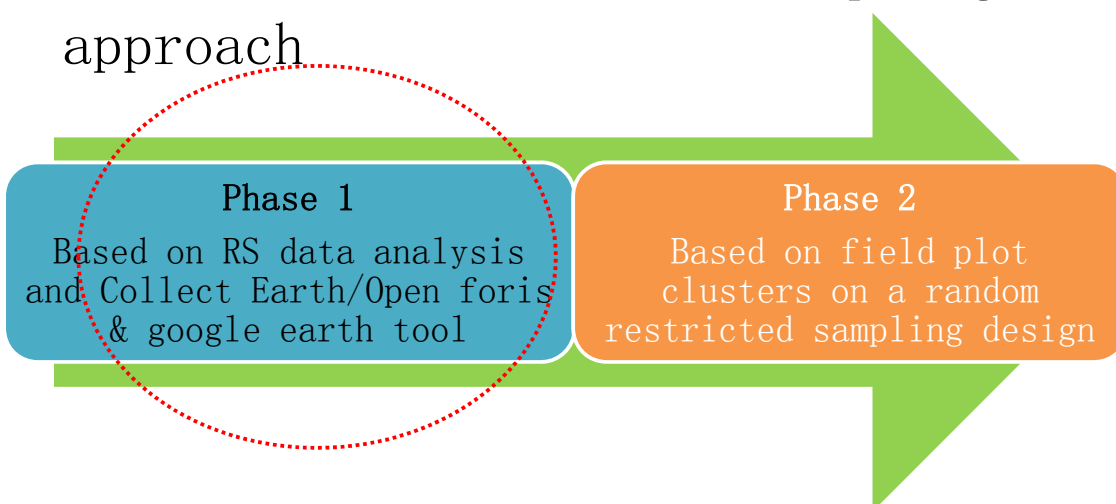 approach
Phase 1
Based on RS data analysis
and Collect Earth/Open foris
& google earth tool
Phase 2
Based on field plot
clusters on a random
restricted sampling design